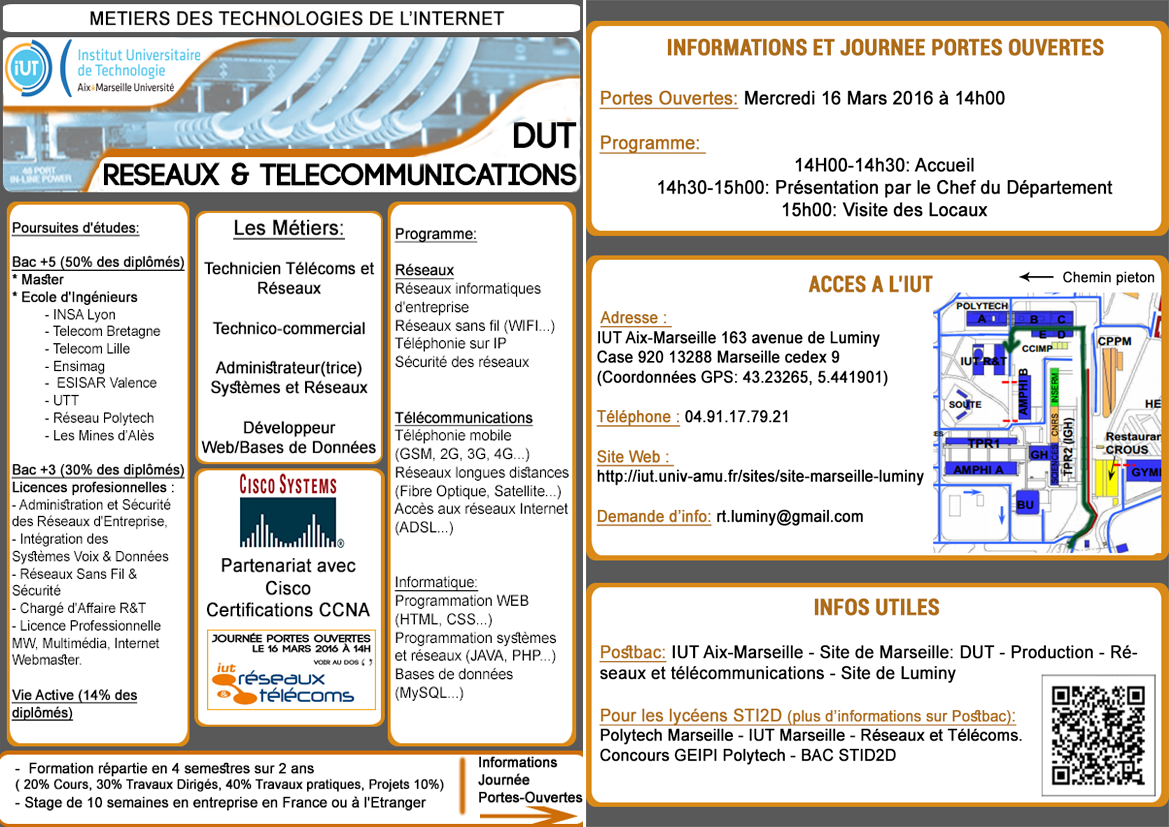 METIERS DES TECHNOLOGIES DE L'INTERNET
iUT
Institut Universitaire
de Technologie
Aix+Marseille Université
48 PORT
IN-LINE POWER
DUT
RESEAUX & TELECOMMUNICATIONS
Poursuites d'études:
Bac +5 (50% des diplômés)
* Master
* Ecole d'Ingénieurs
- INSA Lyon
- Telecom Bretagne
- Telecom Lille
- Ensimag
- ESISAR Valence
- UTT
- Réseau Polytech
- Les Mines d'Alès
Bac +3 (30% des diplômés)
Licences profesionnelles :
- Administration et Sécurité
des Réseaux d'Entreprise,
- Intégration des
Systèmes Voix & Données
- Réseaux Sans Fil &
Sécurité
- Chargé d'Affaire R&T
- Licence Professionnelle
MW, Multimédia, Internet
Webmaster.
Vie Active (14% des
diplômés)
Les Métiers:
Technicien Télécoms et
Réseaux
Technico-commercial
Administrateur(trice)
Systèmes et Réseaux
Développeur
Web/Bases de Données
CISCO SYSTEMS
®
Partenariat avec
Cisco
Certifications CCNA
JOURNÉE PORTES OUVERTES
LE 16 MARS 2016 À 14H
VOIR AU DOS
iut
réseaux
& télécoms
Programme:
Réseaux
Réseaux informatiques
d'entreprise
Réseaux sans fil (WIFI...)
Téléphonie sur IP
Sécurité des réseaux
Télécommunications
Téléphonie mobile
(GSM, 2G, 3G, 4G...)
Réseaux longues distances
(Fibre Optique, Satellite...)
Accès aux réseaux Internet
(ADSL...)
Informatique:
Programmation WEB
(HTML, CSS...)
Programmation systèmes
et réseaux (JAVA, PHP...)
Bases de données
(MySQL...)
- Formation répartie en 4 semestres sur 2 ans
( 20% Cours, 30% Travaux Dirigés, 40% Travaux pratiques, Projets 10%)
- Stage de 10 semaines en entreprise en France ou à l'Etranger
Informations
Journée
Portes-Ouvertes
INFORMATIONS ET JOURNEE PORTES OUVERTES
Portes Ouvertes: Mercredi 16 Mars 2016 à 14h00
Programme:
14H00-14h30: Accueil
14h30-15h00: Présentation par le Chef du Département
15h00: Visite des Locaux
ACCES A L'IUT
Chemin pieton
Adresse :
IUT Aix-Marseille 163 avenue de Luminy
Case 920 13288 Marseille cedex 9
(Coordonnées GPS: 43.23265, 5.441901)
Téléphone : 04.91.17.79.21
Site Web :
http://iut.univ-amu.fr/sites/site-marseille-luminy
Demande d'info: rt.luminy@gmail.com
POLYTECH
A
B
C
E
D
CCIMP
CPPM
IUT R&T
AMPHI B
INSERM
SOUTE
CNRS
HE
TPR1
TPR2 (IGH)
GH
SCIENCES
Restauran
CROUS
AMPHI A
GYM
BU
INFOS UTILES
Postbac: IUT Aix-Marseille - Site de Marseille: DUT - Production - Ré-
seaux et télécommunications - Site de Luminy
Pour les lycéens STI2D (plus d'informations sur Postbac):
Polytech Marseille - IUT Marseille - Réseaux et Télécoms.
Concours GEIPI Polytech - BAC STID2D